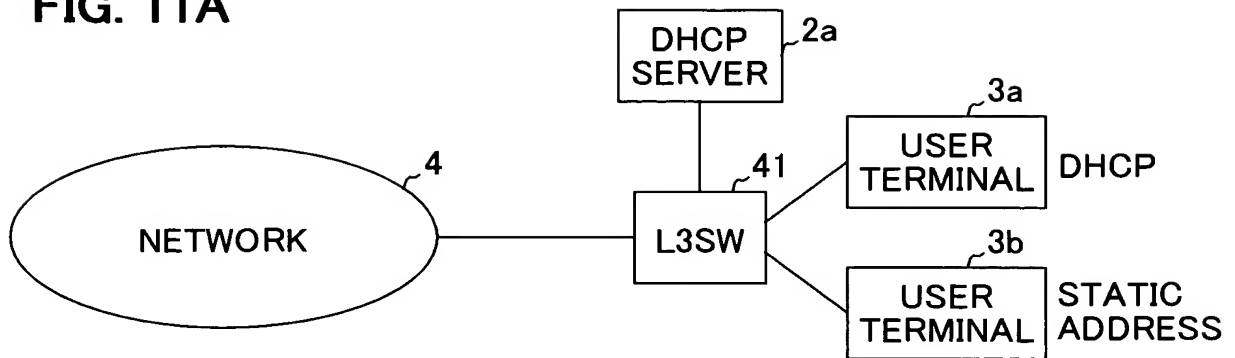 FIG. 11A
DHCP
SERVER
2a
3a
USER
TERMINAL
DHCP
4
41
NETWORK
L3SW
3b
USER
TERMINAL
STATIC
ADDRESS